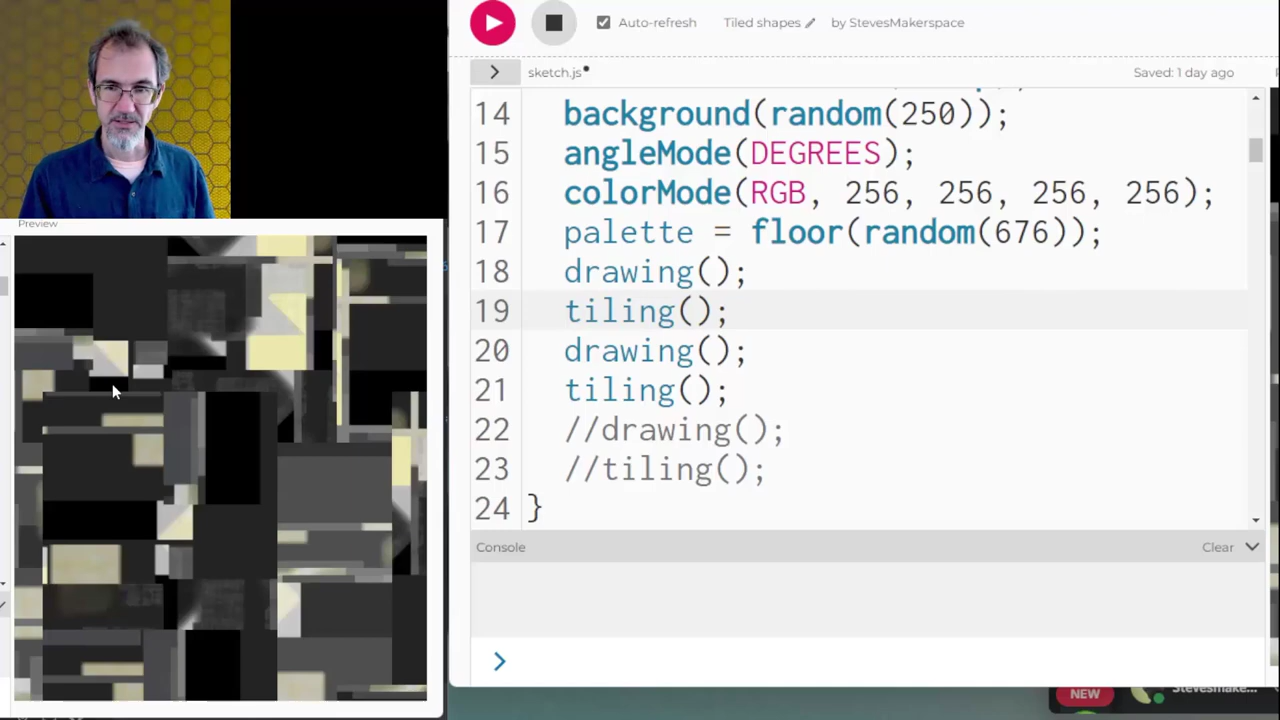 Auto-refresh
Tiled shapes
by StevesMakerspace
sketch.js
Saved: 1 day ago
14 background(random(250));
15 angleMode(DEGREES);
16 colorMode(RGB, 256, 256, 256, 256);
17 palette = floor(random(676));
18 drawing();
19 tiling();
20 drawing();
21 tiling();
22 //drawing();
23 //tiling();
24 }
Preview
Console
Clear
>
NEW
Stevesmake...